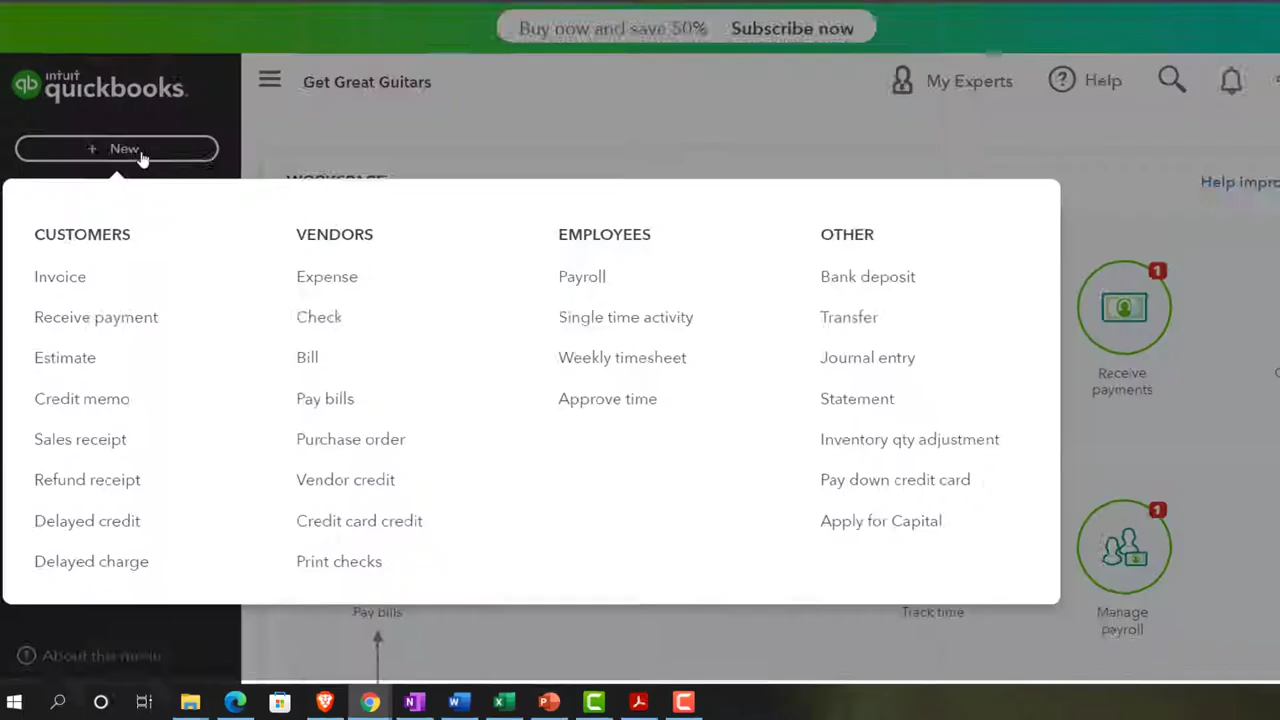 Buy now and save 50% Subscribe now
intuit
quickbooks.
Get Great Guitars
My Experts
Help
+ New
WORKSPACE
Help impro
CUSTOMERS
Invoice
Receive payment
Estimate
Credit memo
Sales receipt
Refund receipt
Delayed credit
Delayed charge
VENDORS
Expense
Check
Bill
Pay bills
Purchase order
Vendor credit
Credit card credit
Print checks
EMPLOYEES
Payroll
Single time activity
Weekly timesheet
Approve time
OTHER
Bank deposit
Transfer
Journal entry
Statement
Inventory qty adjustment
Pay down credit card
Apply for Capital
1
Receive
payments
1
Manage
payroll
Pay bills
Track time
About this menu